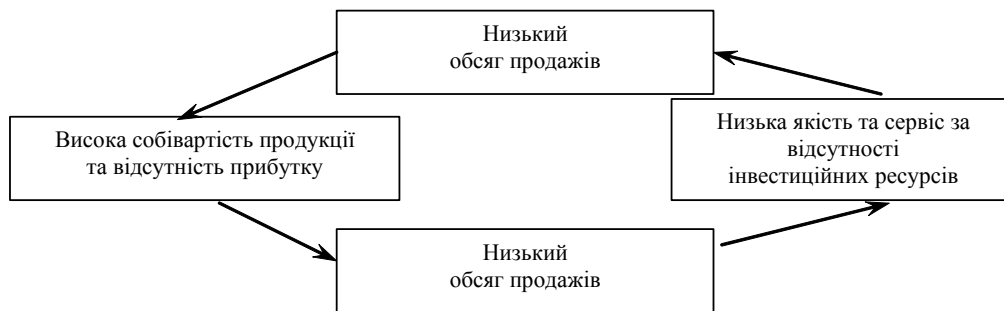 Низький
обсяг продажів
Висока собівартість продукції
та відсутність прибутку
Низька якість та сервіс за
відсутності
інвестиційних ресурсів
Низький
обсяг продажів